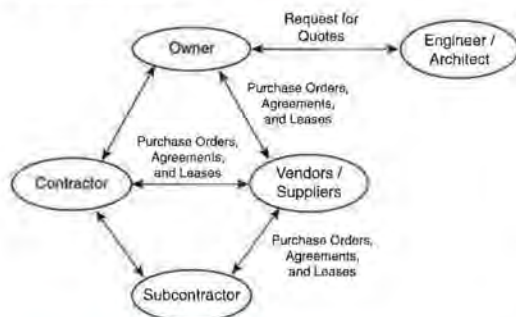 Request for
Quotes
Owner
Engineer /
Architect
Purchase Orders,
Agreements,
and Leases
Purchase Orders,
Agreements,
and Leases
Contractor
Vendors /
Suppliers
Purchase Orders,
Agreements,
and Leases
Subcontractor